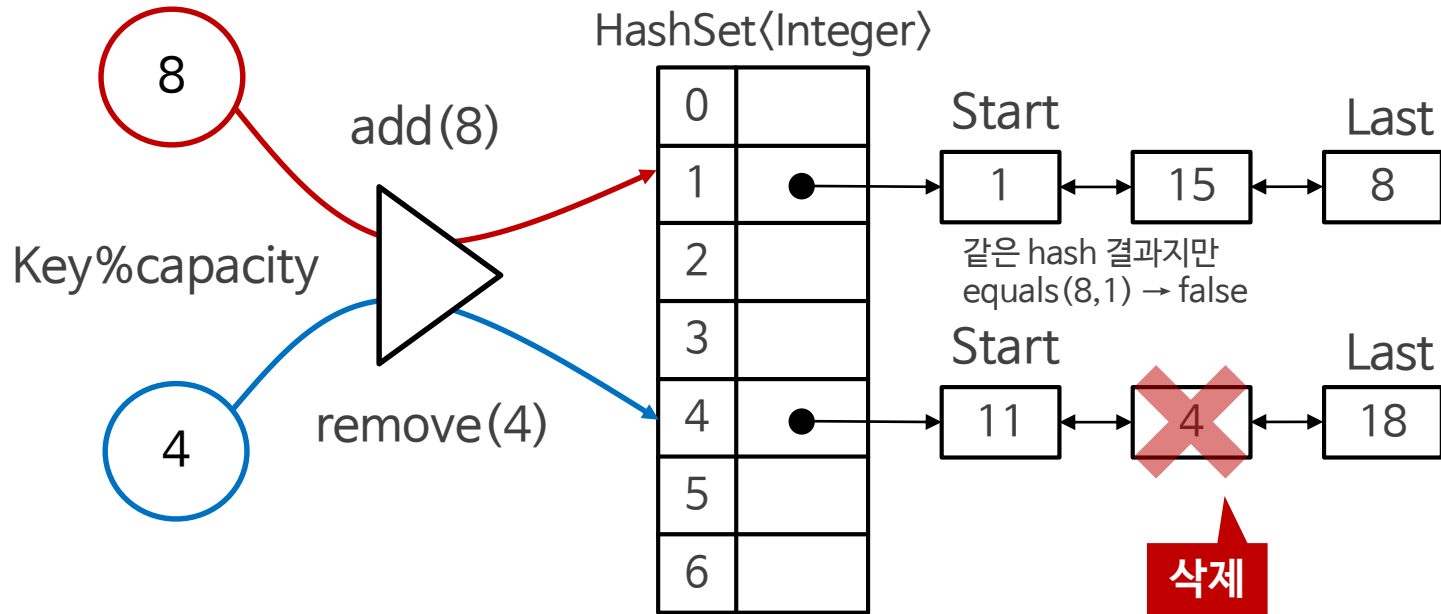 HashSet〈Integer〉
8
add(8)
Key%capacity
4
remove(4)
0
1
2
3
4
5
6
Start
Last
1
15
8
같은 hash 결과지만
equals(8,1) → false
Start
Last
11
4
18
삭제